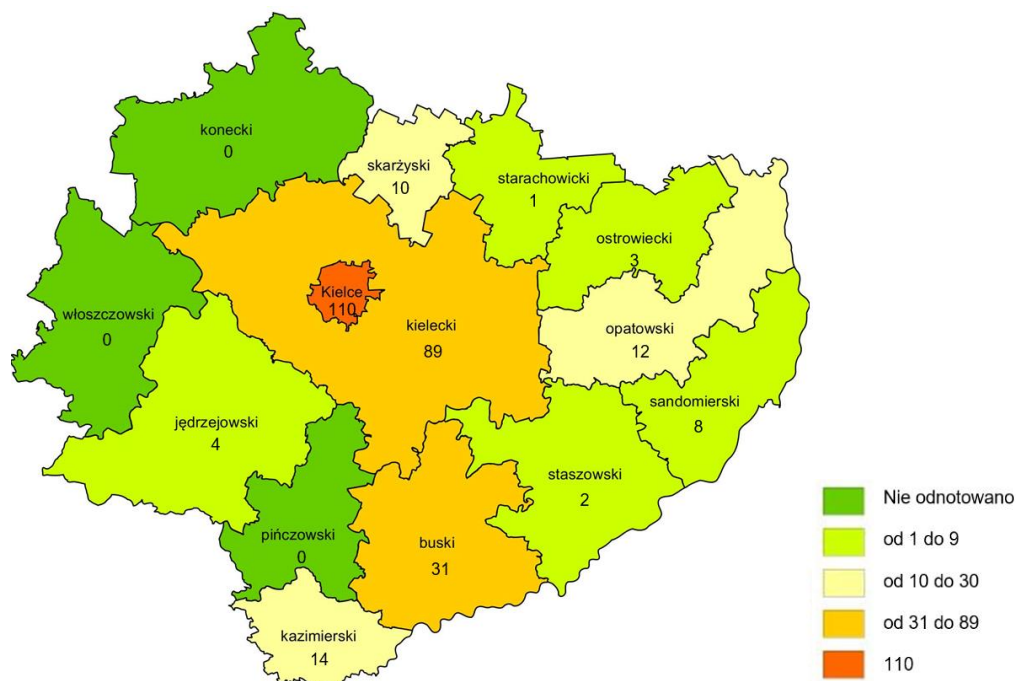 konecki
0
skarżyski
10
starachowicki
1
ostrowiecki
3
Kielce
110
włoszczowski
0
kielecki
89
opatowski
12
sandomierski
8
jędrzejowski
4
staszowski
2
pińczowski
0
buski
31
kazimierski
14
Nie odnotowano
od 1 do 9
od 10 do 30
od 31 do 89
110